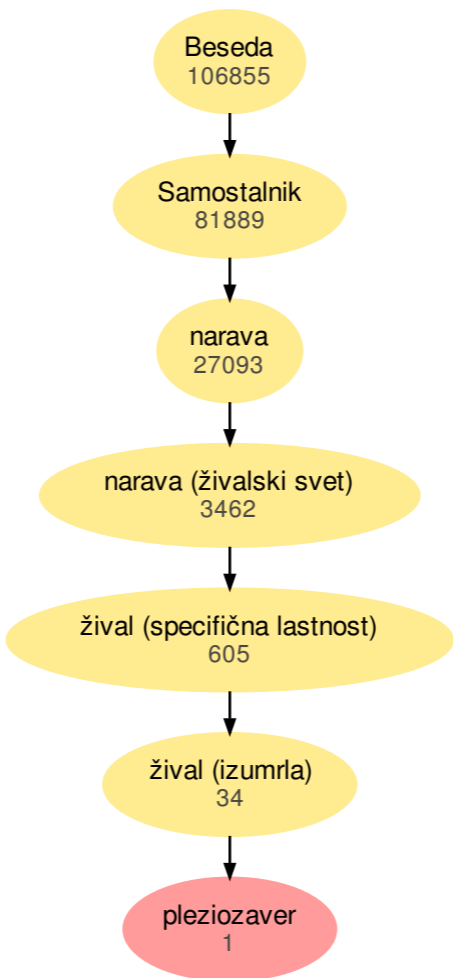 Beseda
106855
Samostalnik
81889
narava
27093
narava (živalski svet)
3462
žival (specifična lastnost)
605
žival (izumrla)
34
pleziozaver
1